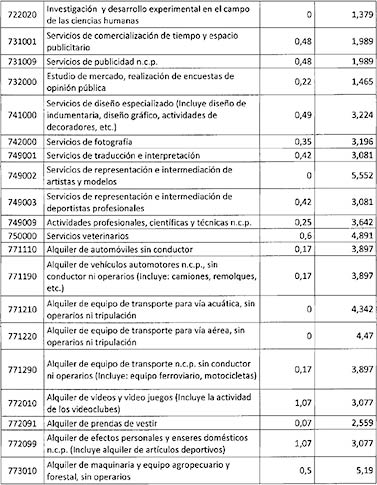 722020 Investigación y desarrollo experimental en el campo de las ciencias humanas 0 1,379
731001 Servicios de comercialización de tiempo y espacio publicitario 0,48 1,989
731009 Servicios de publicidad n.c.p. 0,48 1,989
732000 Estudio de mercado, realización de encuestas de opinión pública 0,22 1,465
741000 Servicios de diseño especializado (Incluye diseño de indumentaria, diseño gráfico, actividades de decoradores, etc.) 0,49 3,224
742000 Servicios de fotografía 0,35 3,196
749001 Servicios de traducción e interpretación 0,42 3,081
749002 Servicios de representación e intermediación de artistas y modelos 0 5,552
749003 Servicios de representación e intermediación de deportistas profesionales 0,42 3,081
749009 Actividades profesionales, científicas y técnicas n.c.p. 0,25 3,642
750000 Servicios veterinarios 0,6 4,891
771110 Alquiler de automóviles sin conductor 0,17 3,897
771190 Alquiler de vehículos automotores n.c.p., sin conductor ni operarios (Incluye: camiones, remolques, etc.) 0,17 3,897
771210 Alquiler de equipo de transporte para vía acuática, sin operarios ni tripulación 0 4,342
771220 Alquiler de equipo de transporte para vía aérea, sin operarios ni tripulación 0 4,47
771290 Alquiler de equipo de transporte n.c.p. sin conductor ni operarios (Incluye: equipo ferroviario, motocicletas) 0,17 3,897
772010 Alquiler de videos y video juegos (Incluye la actividad de los videoclubes) 1,07 3,077
772091 Alquiler de prendas de vestir 0,07 2,559
772099 Alquiler de efectos personales y enseres domésticos n.c.p. (Incluye alquiler de artículos deportivos) 1,07 3,077
773010 Alquiler de maquinaria y equipo agropecuario y forestal, sin operarios 0,5 5,19